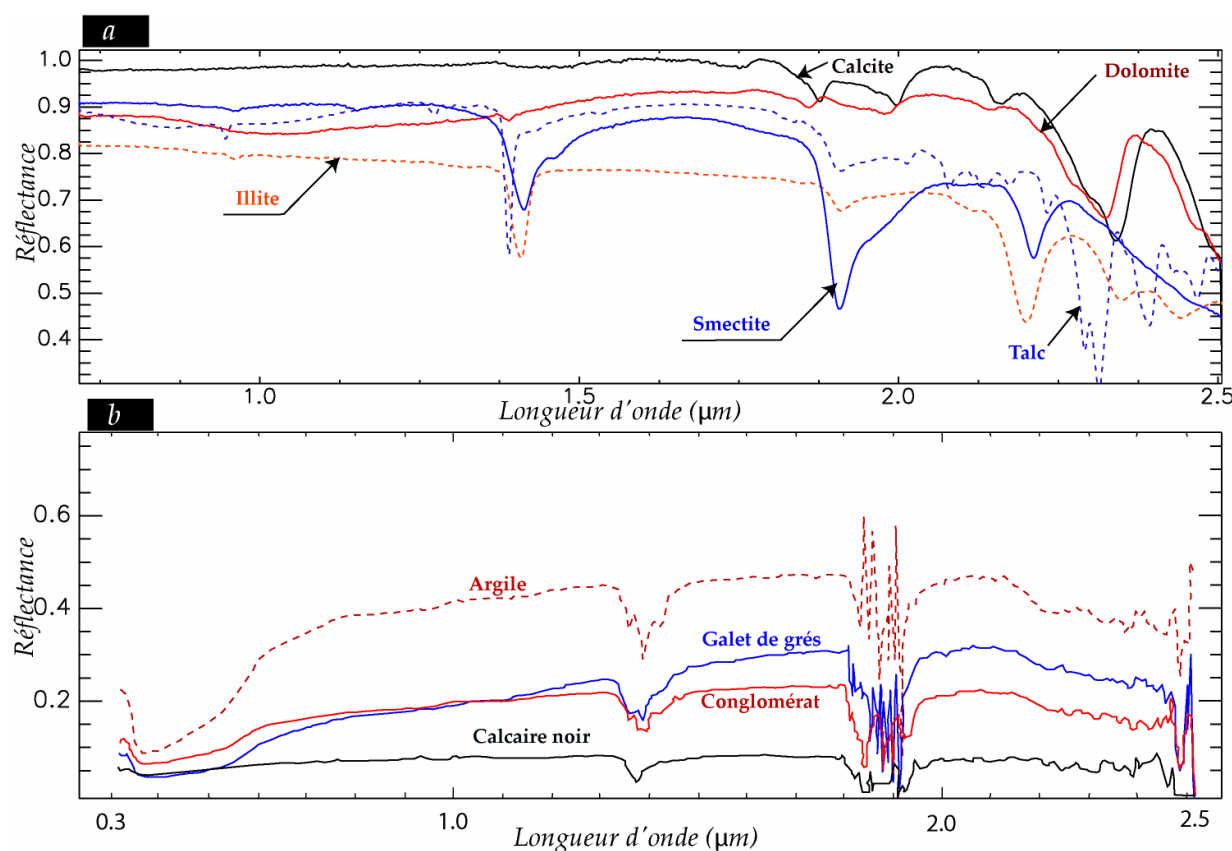 a
1.0
0.9
0.8
0.7
0.6
0.5
0.4
Réflectance
Calcite
Dolomite
Illite
Smectite
Talc
1.0
1.5
2.0
2.5
Longueur d'onde (μm)
b
0.6
0.4
0.2
Réflectance
Argile
Galet de grés
Conglomérat
Calcaire noir
0.3
1.0
2.0
2.5
Longueur d'onde (μm)